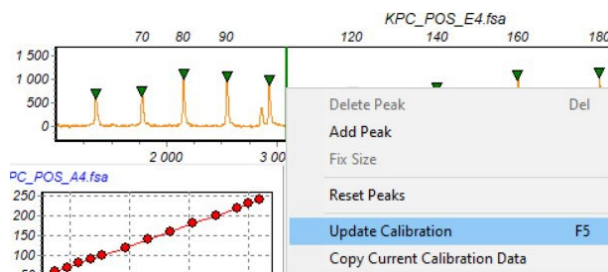 KPC_POS_E4.fsa
70 80 90 120 140 160 180
1 500
1 000
500
0
2 000 3 00
Delete Peak Del
Add Peak
Fix Size
Reset Peaks
Update Calibration F5
Copy Current Calibration Data
PC_POS_A4.fsa
250
200
150
100
50